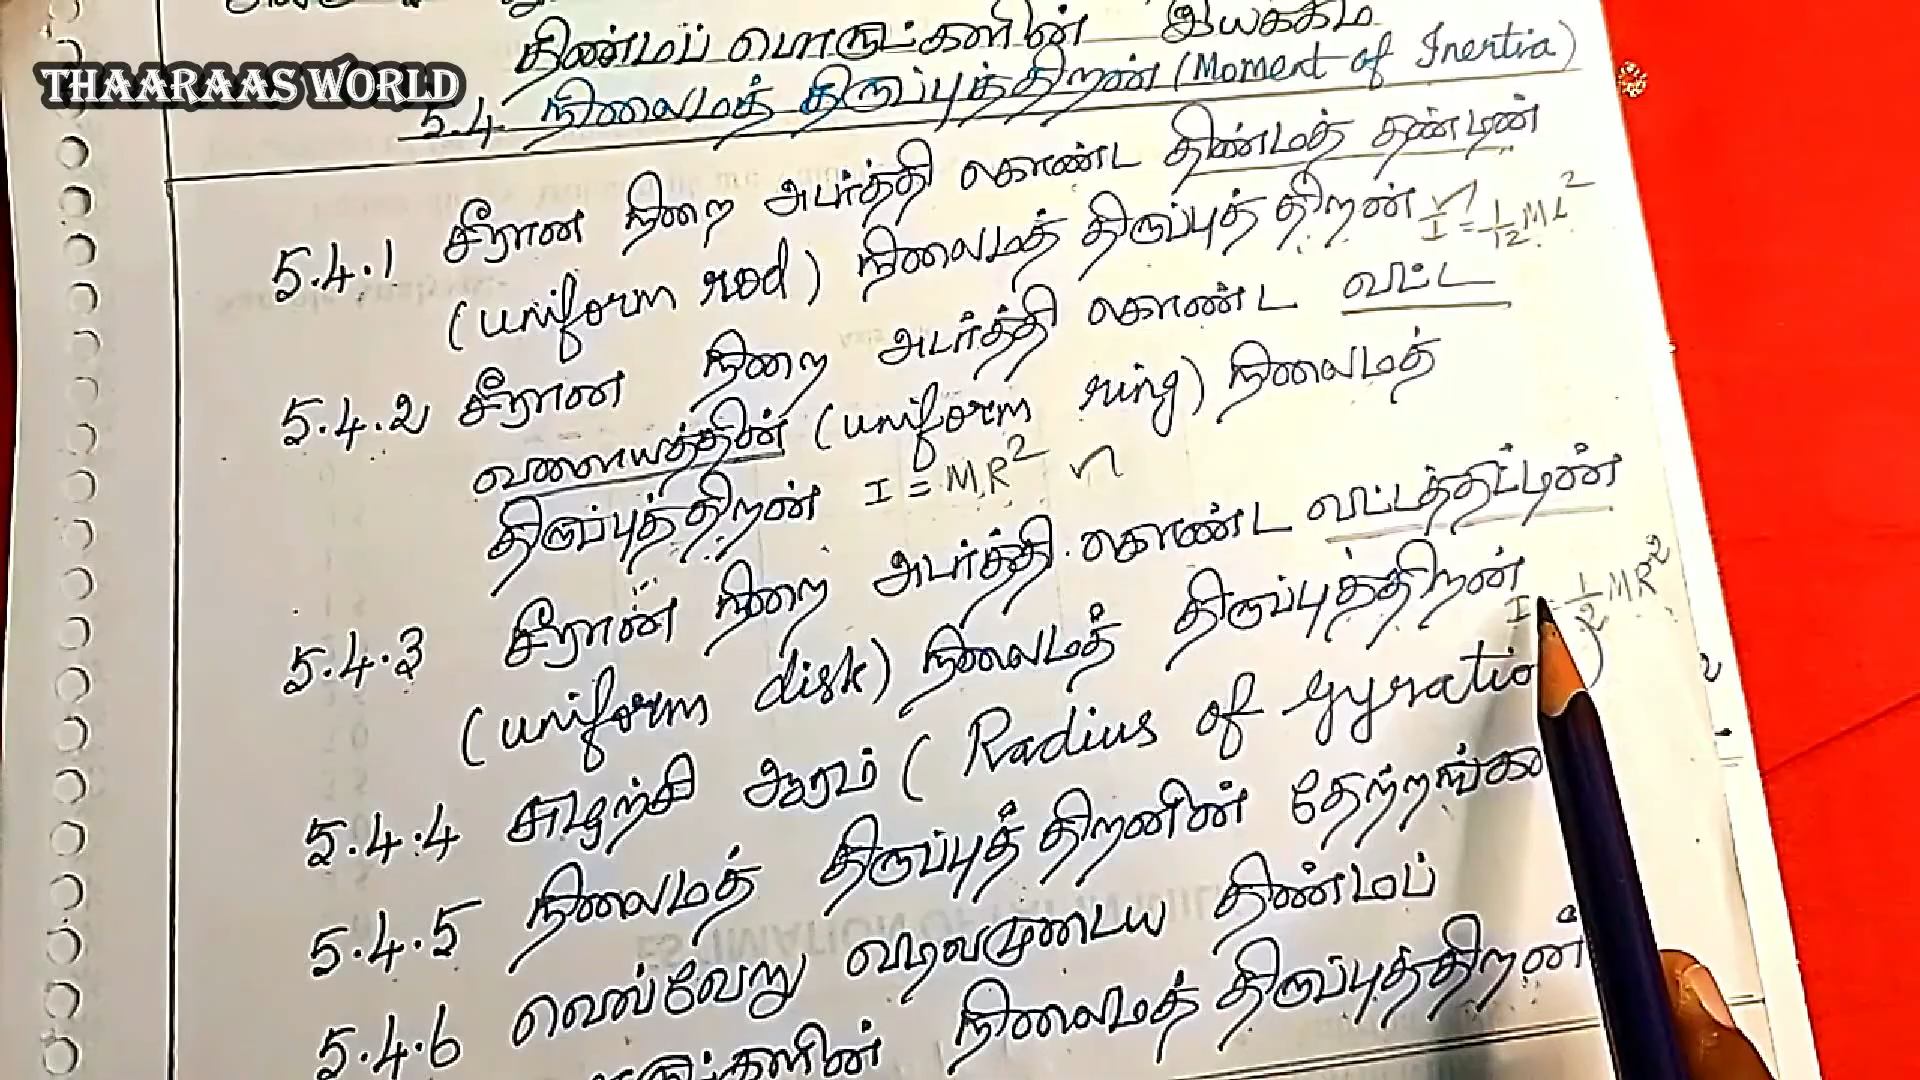 THAARAAS WORLD
திண்மப் பொருட்களின் இயக்கம்
5.4. நிலைமத் திருப்புத்திறன் (Moment of Inertia)
5.4.1 சீரான நிறை அடர்த்தி கொண்ட திண்மத் தண்டின்
(uniform rod) நிலைமத் திருப்புத் திறன் I = 1/12 ML²
5.4.2 சீரான நிறை அடர்த்தி கொண்ட வட்ட
வளையத்தின் (uniform ring) நிலைமத்
திருப்புத்திறன் I = MR²
5.4.3 சீரான் நிறை அடர்த்தி கொண்ட வட்டத்தட்டின்
(uniform disk) நிலைமத் திருப்புத்திறன் I = 1/2 MR²
5.4.4 சுழற்சி ஆரம் (Radius of gyratio )
5.4.5 நிலைமத் திருப்புத் திறனின் தேற்றங்க
5.4.6 வெவ்வேறு வடிவமுடைய திண்மப்
ருட்களின் நிலைமத் திருப்புத்திறன்